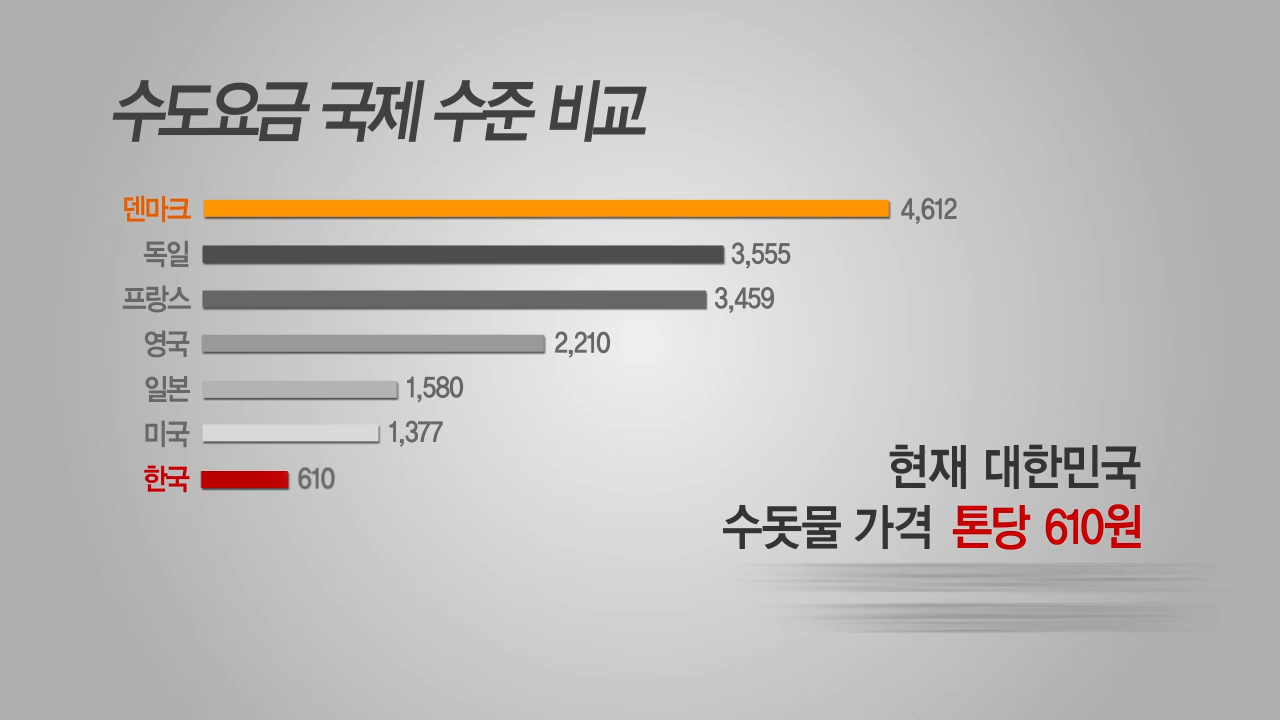 수도요금 국제 수준 비교
덴마크 4,612
독일 3,555
프랑스 3,459
영국 2,210
일본 1,580
미국 1,377
한국 610
현재 대한민국
수돗물 가격 톤당 610원